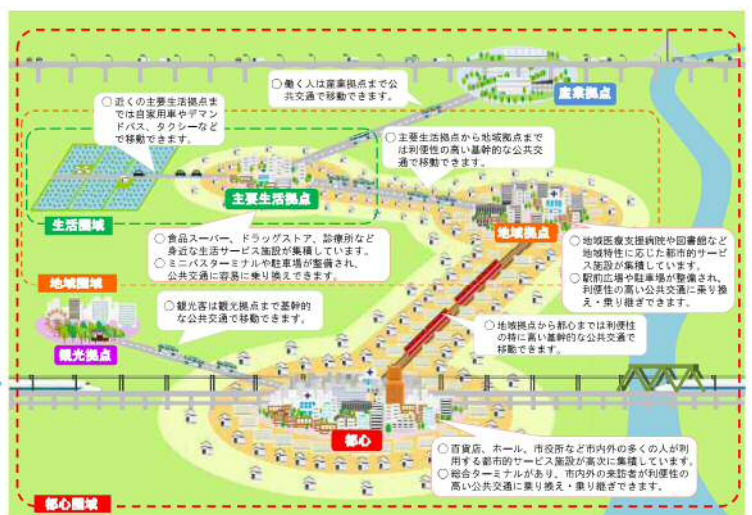 ○ 働く人は産業拠点まで公
共交通で移動できます。
産業拠点
○ 近くの主要生活拠点ま
では自家用車やデマン
ドバス、タクシーなど
で移動できます。
○ 主要生活拠点から地域拠点まで
は利便性の高い基幹的な公共交
通で移動できます。
主要生活拠点
生活圏域
地域拠点
○ 食品スーパー、ドラッグストア、診療所など
身近な生活サービス施設が集積しています。
○ ミニバスターミナルや駐車場が整備され、
公共交通に容易に乗り換えできます。
○ 地域医療支援病院や図書館など
地域特性に応じた都市的サービ
ス施設が集積しています。
○ 駅前広場や駐車場が整備され、
利便性の高い公共交通に乗り換
え・乗り継ぎできます。
地域圏域
○ 観光客は観光拠点まで基幹的
な公共交通で移動できます。
○ 地域拠点から都心までは利便性
の特に高い基幹的な公共交通で
移動できます。
観光拠点
都心
○ 百貨店、ホール、市役所など市内外の多くの人が利
用する都市的サービス施設が高次に集積しています。
○ 総合ターミナルがあり、市内外の来訪者が利便性の
高い公共交通に乗り換え・乗り継ぎできます。
都心圏域